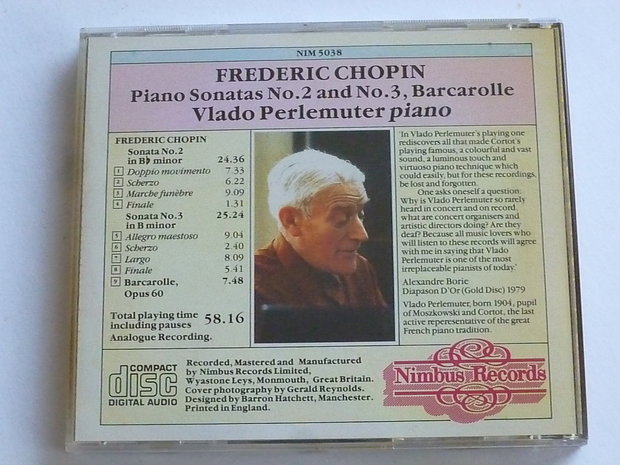 NIM 5038
FREDERIC CHOPIN
Piano Sonatas No.2 and No.3, Barcarolle
Vlado Perlemuter piano
FREDERIC CHOPIN
Sonata No.2
in B♭ minor 24.36
1 Doppio movimento 7.33
2 Scherzo 6.22
3 Marche funèbre 9.09
4 Finale 1.31
Sonata No.3 25.24
in B minor
5 Allegro maestoso 9.04
6 Scherzo 2.40
7 Largo 8.09
8 Finale 5.41
9 Barcarolle, 7.48
Opus 60
Total playing time
including pauses 58.16
Analogue Recording.
'In Vlado Perlemuter's playing one
rediscovers all that made Cortot's
playing famous, a colourful and vast
sound, a luminous touch and
virtuoso piano technique which
could easily, but for these recordings,
be lost and forgotten.
One asks oneself a question:
Why is Vlado Perlemuter so rarely
heard in concert and on record
what are concert organisers and
artistic directors doing? Are they
deaf? Because all music lovers who
will listen to these records will agree
with me in saying that Vlado
Perlemuter is one of the most
irreplaceable pianists of today.'
Alexandre Borie
Diapason D'Or (Gold Disc) 1979
Vlado Perlemuter, born 1904, pupil
of Moszkowski and Cortot, the last
active representative of the great
French piano tradition.
COMPACT
disc
DIGITAL AUDIO
Recorded, Mastered and Manufactured
by Nimbus Records Limited,
Wyastone Leys, Monmouth, Great Britain.
Cover photography by Gerald Reynolds.
Designed by Barron Hatchett, Manchester.
Printed in England.
Nimbus Records